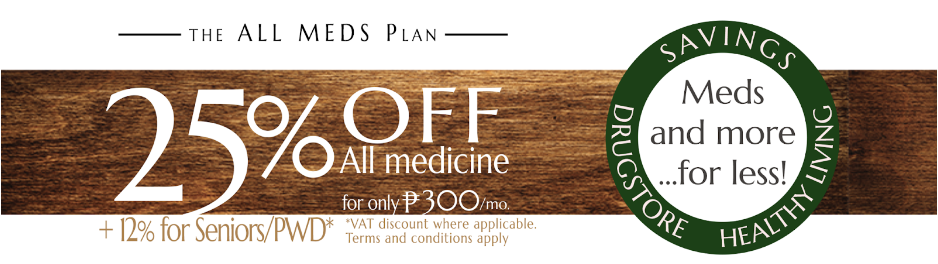 THE ALL MEDS PLAN
25% OFF
All medicine
for only ₱300/mo.
+ 12% for Seniors/PWD*
*VAT discount where applicable.
Terms and conditions apply
SAVINGS
DRUGSTORE
HEALTHY LIVING
Meds
and more
...for less!